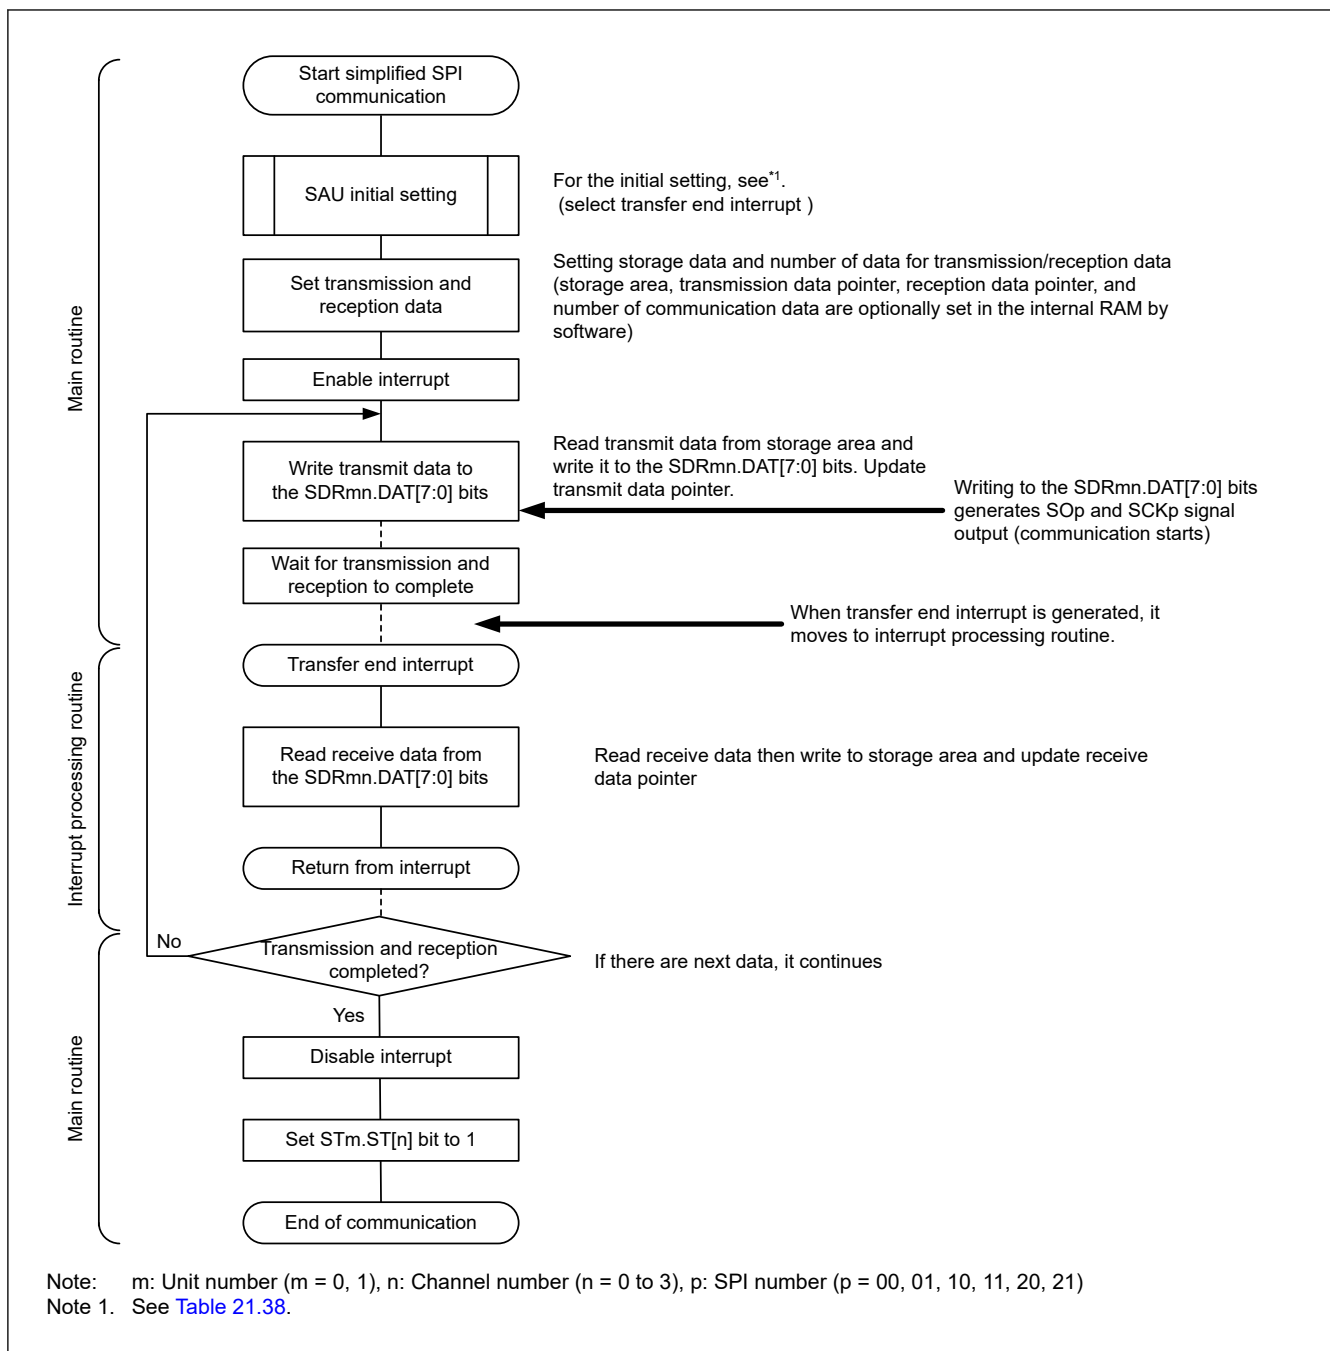 Start simplified SPI
communication
SAU initial setting
For the initial setting, see*1.
(select transfer end interrupt )
Set transmission and
reception data
Setting storage data and number of data for transmission/reception data
(storage area, transmission data pointer, reception data pointer, and
number of communication data are optionally set in the internal RAM by
software)
Main routine
Enable interrupt
Write transmit data to
the SDRmn.DAT[7:0] bits
Read transmit data from storage area and
write it to the SDRmn.DAT[7:0] bits. Update
transmit data pointer.
Writing to the SDRmn.DAT[7:0] bits
generates SOp and SCKp signal
output (communication starts)
Wait for transmission and
reception to complete
When transfer end interrupt is generated, it
moves to interrupt processing routine.
Transfer end interrupt
Interrupt processing routine
Read receive data from
the SDRmn.DAT[7:0] bits
Read receive data then write to storage area and update receive
data pointer
Return from interrupt
No
Transmission and reception
completed?
If there are next data, it continues
Yes
Main routine
Disable interrupt
Set STm.ST[n] bit to 1
End of communication
Note: m: Unit number (m = 0, 1), n: Channel number (n = 0 to 3), p: SPI number (p = 00, 01, 10, 11, 20, 21)
Note 1. See Table 21.38.